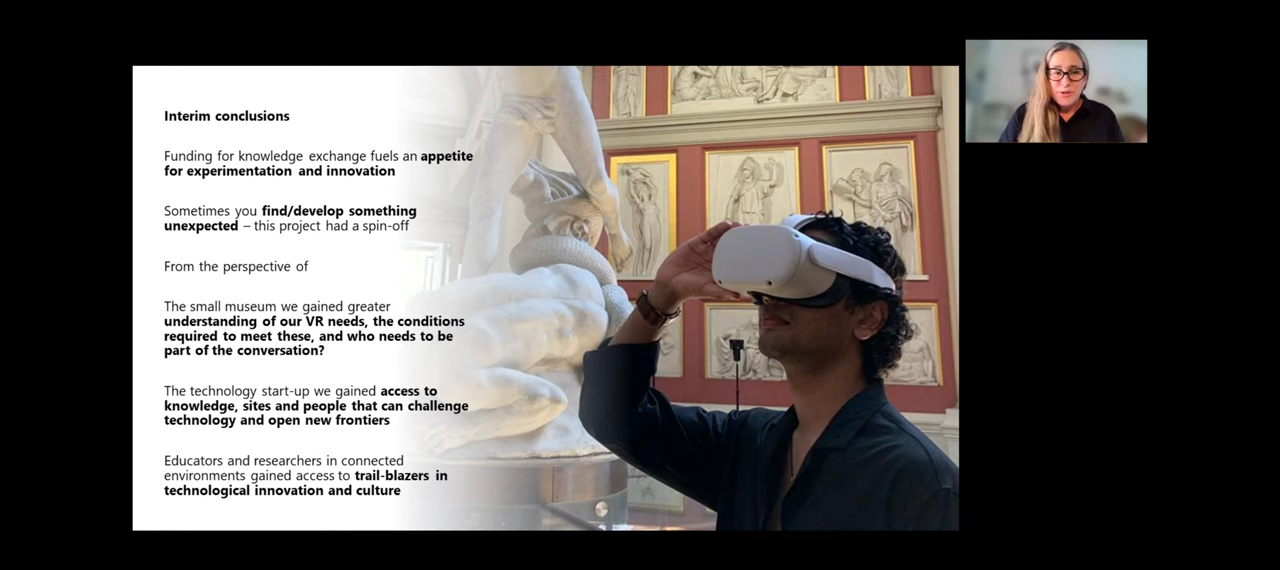 Interim conclusions
Funding for knowledge exchange fuels an appetite
for experimentation and innovation
Sometimes you find/develop something
unexpected – this project had a spin-off
From the perspective of
The small museum we gained greater
understanding of our VR needs, the conditions
required to meet these, and who needs to be
part of the conversation?
The technology start-up we gained access to
knowledge, sites and people that can challenge
technology and open new frontiers
Educators and researchers in connected
environments gained access to trail-blazers in
technological innovation and culture